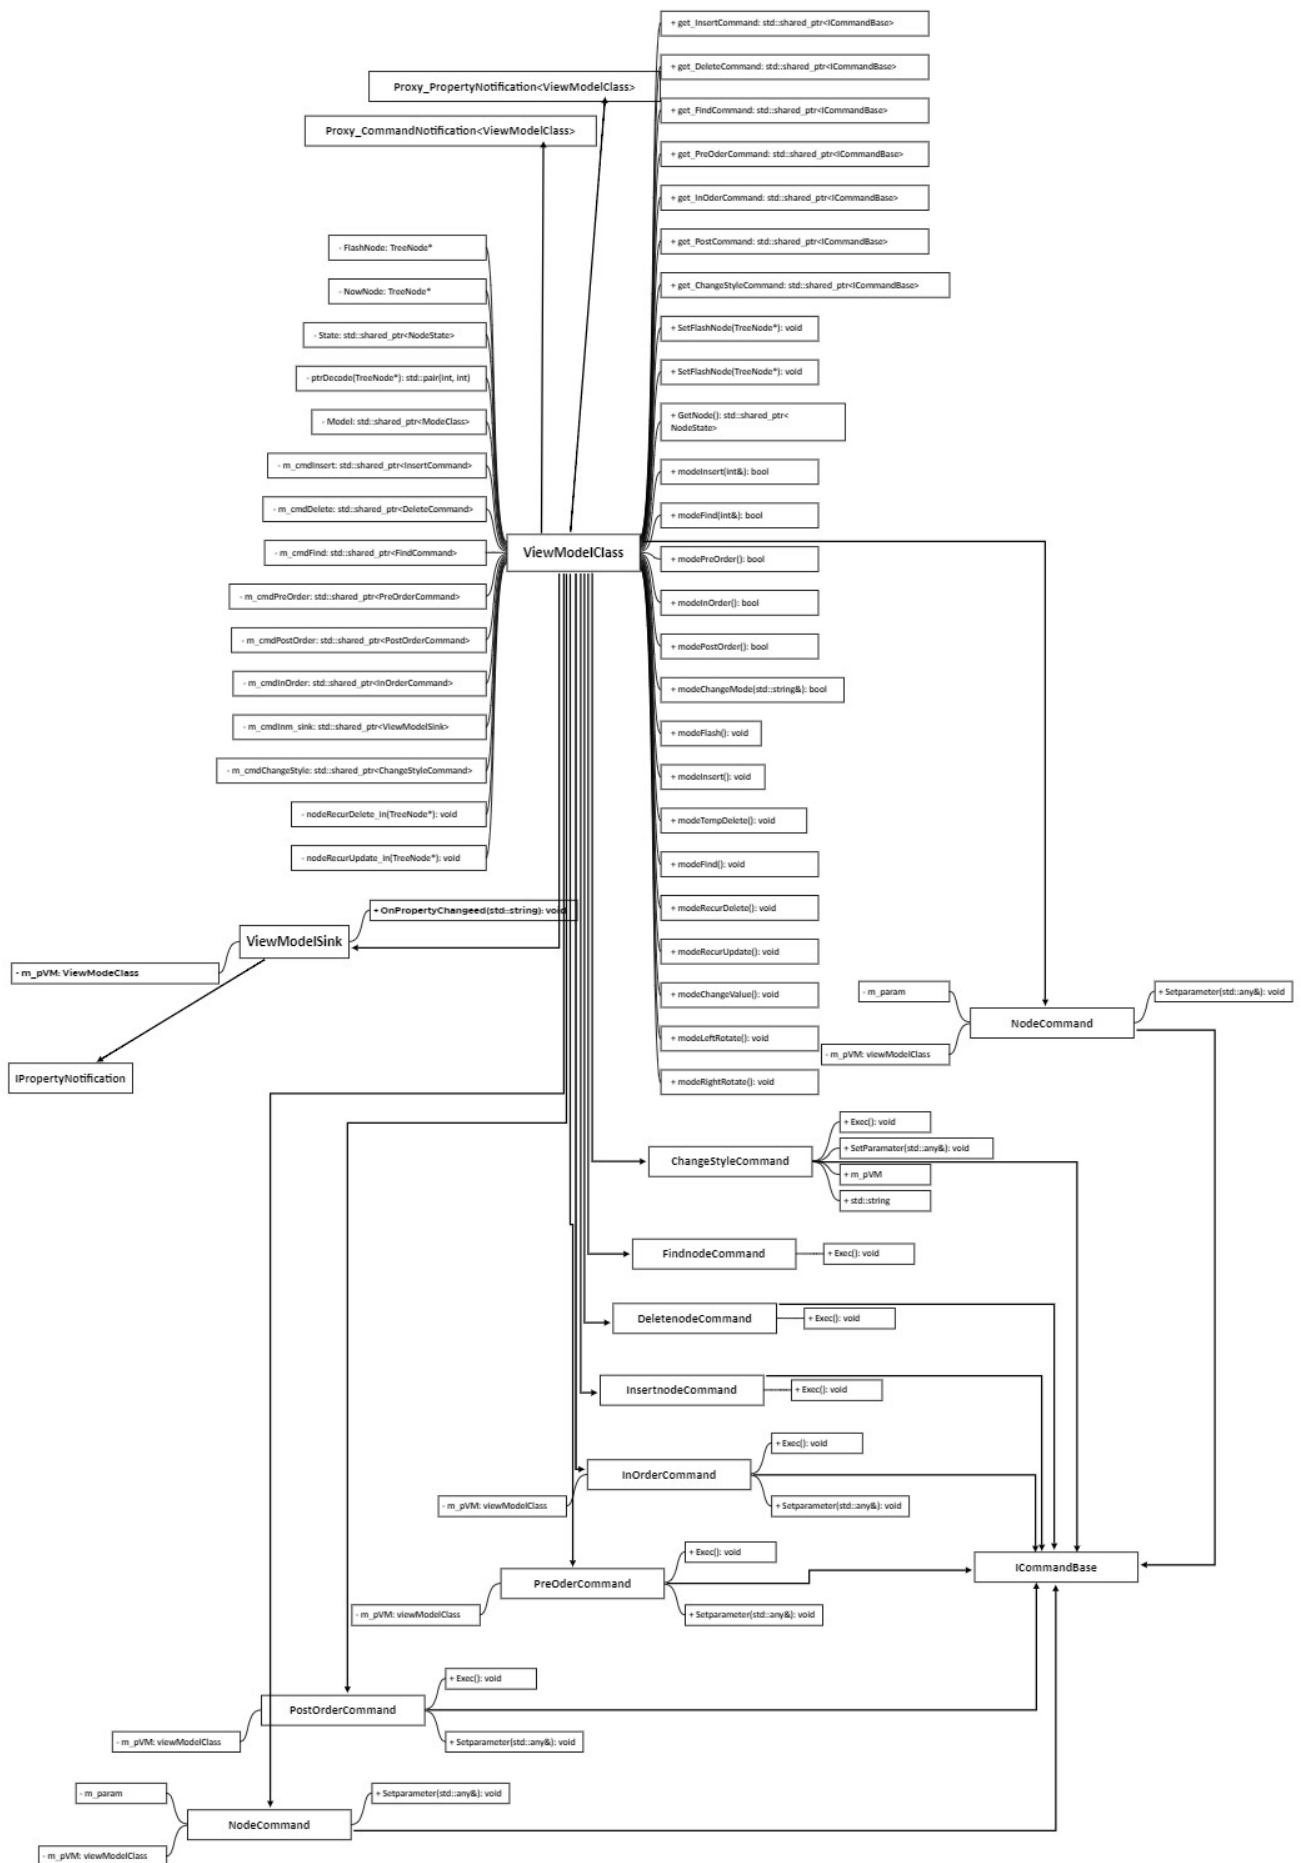 + get_InsertCommand: std::shared_ptr<ICommandBase>
+ get_DeleteCommand: std::shared_ptr<ICommandBase>
Proxy_PropertyNotification<ViewModelClass>
+ get_FindCommand: std::shared_ptr<ICommandBase>
Proxy_CommandNotification<ViewModelClass>
+ get_PreOderCommand: std::shared_ptr<ICommandBase>
+ get_InOderCommand: std::shared_ptr<ICommandBase>
+ get_PostCommand: std::shared_ptr<ICommandBase>
- FlashNode: TreeNode*
+ get_ChangeStyleCommand: std::shared_ptr<ICommandBase>
- NowNode: TreeNode*
+ SetFlashNode(TreeNode*): void
- State: std::shared_ptr<NodeState>
+ SetFlashNode(TreeNode*): void
- ptrDecode(TreeNode*): std::pair(int, int)
+ GetNode(): std::shared_ptr<
NodeState>
- Model: std::shared_ptr<ModeClass>
- m_cmdInsert: std::shared_ptr<InsertCommand>
+ modeInsert(int&): bool
- m_cmdDelete: std::shared_ptr<DeleteCommand>
+ modeFind(int&): bool
- m_cmdFind: std::shared_ptr<FindCommand>
ViewModelClass
+ modePreOrder(): bool
- m_cmdPreOrder: std::shared_ptr<PreOrderCommand>
+ modeInOrder(): bool
- m_cmdPostOrder: std::shared_ptr<PostOrderCommand>
+ modePostOrder(): bool
- m_cmdInOrder: std::shared_ptr<InOrderCommand>
+ modeChangeMode(std::string&): bool
- m_cmdInm_sink: std::shared_ptr<ViewModelSink>
+ modeFlash(): void
- m_cmdChangeStyle: std::shared_ptr<ChangeStyleCommand>
+ modeInsert(): void
- nodeRecurDelete_in(TreeNode*): void
+ modeTempDelete(): void
- nodeRecurUpdate_in(TreeNode*): void
+ modeFind(): void
+ OnPropertyChangeed(std::string): void
+ modeRecurDelete(): void
ViewModelSink
+ modeRecurUpdate(): void
- m_pVM: ViewModeClass
+ modeChangeValue(): void
- m_param
+ Setparameter(std::any&): void
NodeCommand
+ modeLeftRotate(): void
- m_pVM: viewModelClass
IPropertyNotification
+ modeRightRotate(): void
+ Exec(): void
+ SetParamater(std::any&): void
ChangeStyleCommand
+ m_pVM
+ std::string
FindnodeCommand
+ Exec(): void
DeletenodeCommand
+ Exec(): void
InsertnodeCommand
+ Exec(): void
+ Exec(): void
InOrderCommand
- m_pVM: viewModelClass
+ Setparameter(std::any&): void
+ Exec(): void
ICommandBase
PreOderCommand
- m_pVM: viewModelClass
+ Setparameter(std::any&): void
+ Exec(): void
PostOrderCommand
- m_pVM: viewModelClass
+ Setparameter(std::any&): void
- m_param
+ Setparameter(std::any&): void
NodeCommand
- m_pVM: viewModelClass